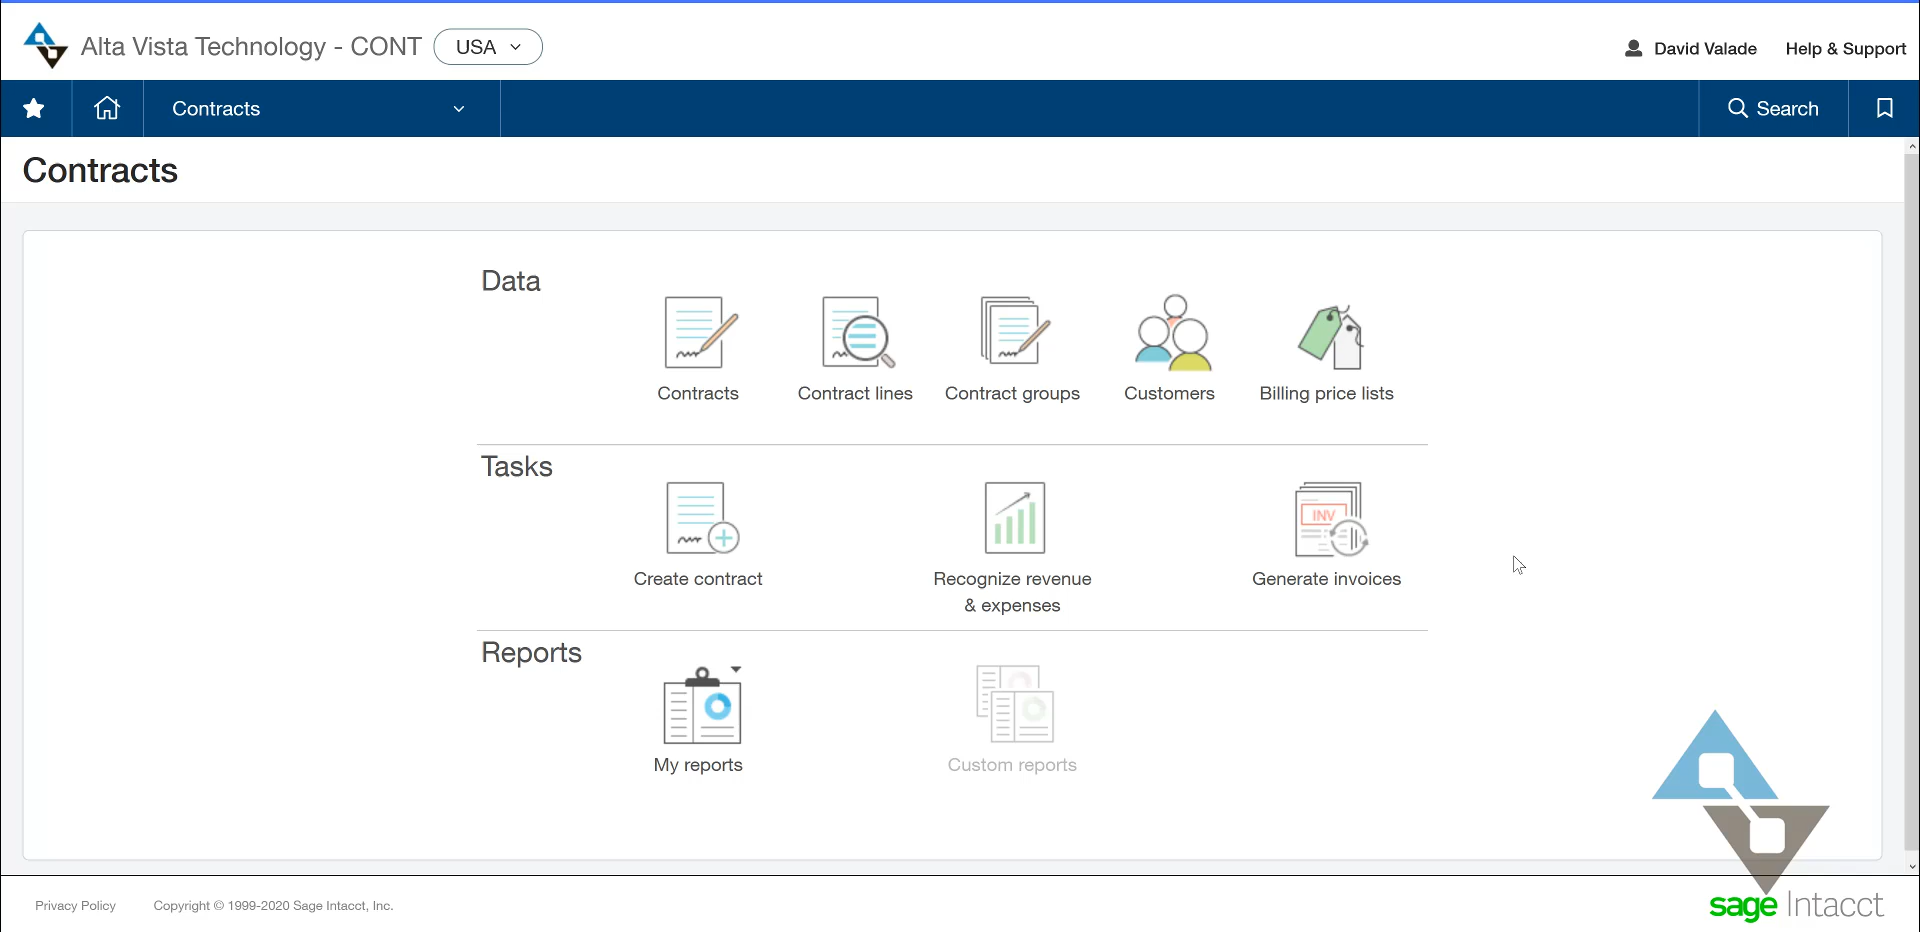 Alta Vista Technology - CONT USA
David Valade Help & Support
Contracts Search
Contracts
Data
Contracts Contract lines Contract groups Customers Billing price lists
Tasks
INV
Create contract Recognize revenue & expenses Generate invoices
Reports
My reports Custom reports
Privacy Policy Copyright © 1999-2020 Sage Intacct, Inc.
sage Intacct